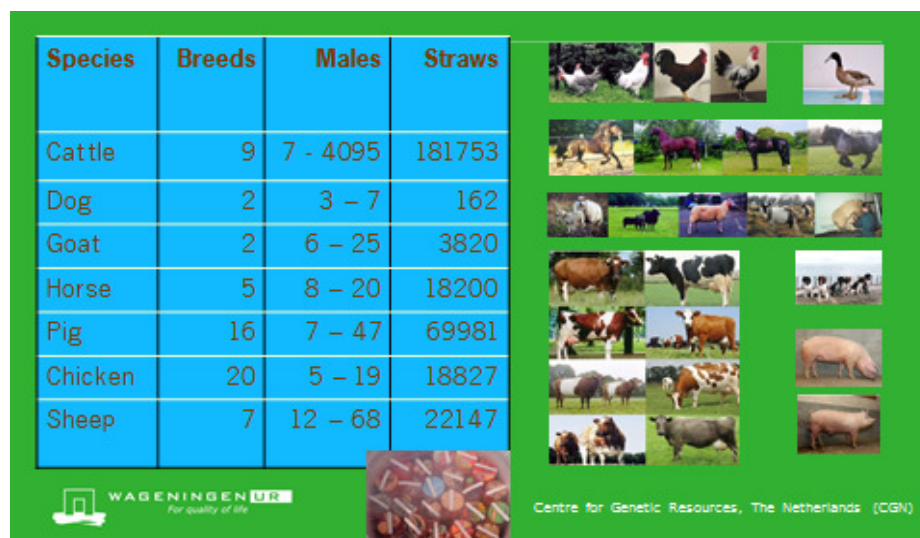 Species Breeds Males Straws
Cattle 9 7 - 4095 181753
Dog 2 3 – 7 162
Goat 2 6 – 25 3820
Horse 5 8 – 20 18200
Pig 16 7 – 47 69981
Chicken 20 5 – 19 18827
Sheep 7 12 – 68 22147
WAGENINGEN UR
For quality of life
Centre for Genetic Resources, The Netherlands (CGN)